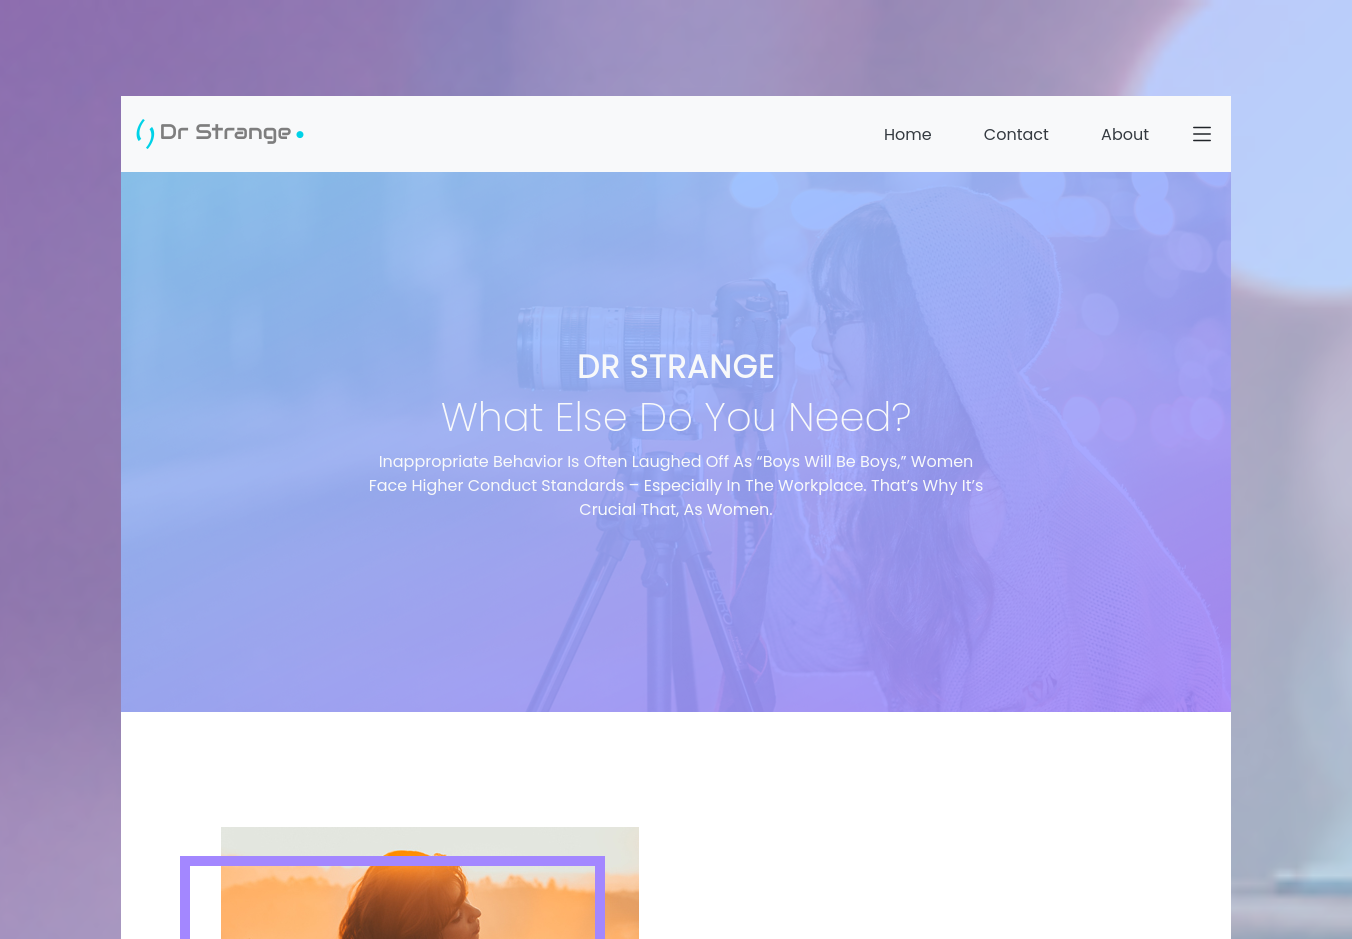 Dr Strange
Home Contact About
DR STRANGE
What Else Do You Need?
Inappropriate Behavior Is Often Laughed Off As “Boys Will Be Boys,” Women
Face Higher Conduct Standards – Especially In The Workplace. That’s Why It’s
Crucial That, As Women.
BENRO